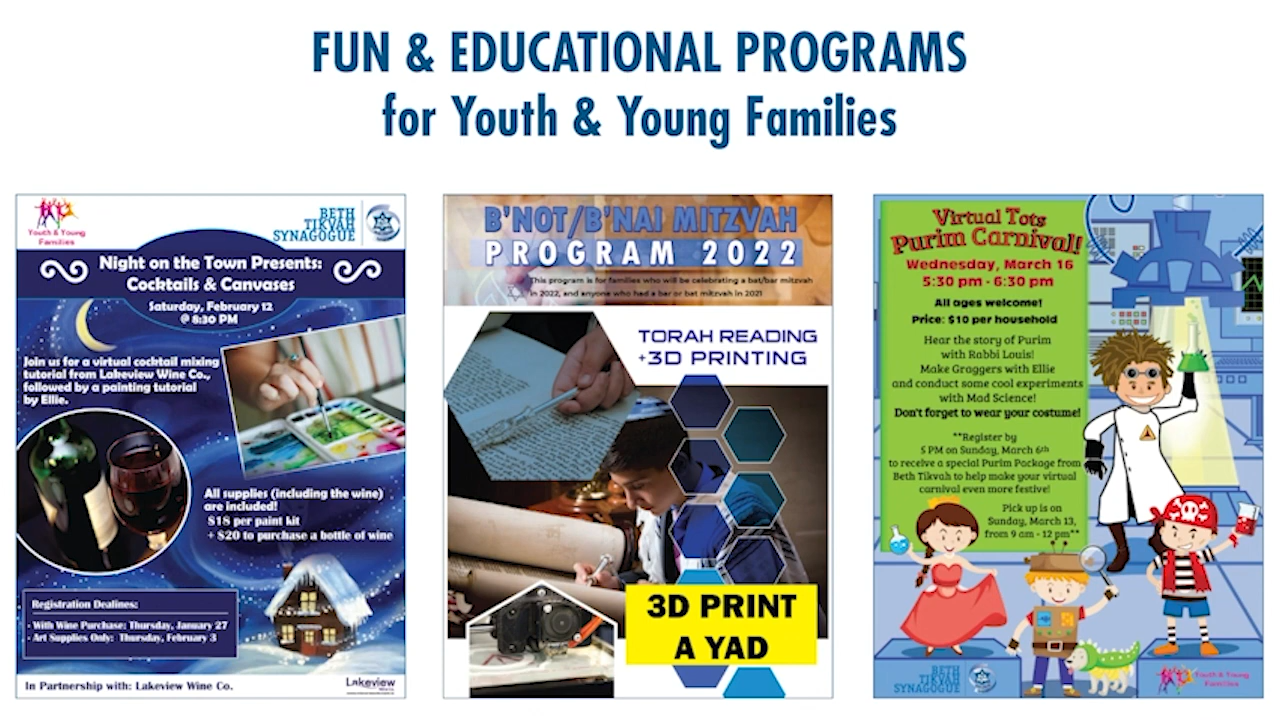 FUN & EDUCATIONAL PROGRAMS
for Youth & Young Families
Youth & Young
Families
BETH
TIKVAH
SYNAGOGUE
Night on the Town Presents:
Cocktails & Canvases
Saturday, February 12
@ 8:30 PM
Join us for a virtual cocktail mixing
tutorial from Lakeview Wine Co.,
followed by a painting tutorial
by Ellie.
All supplies (including the wine)
are included!
$18 per paint kit
+ $20 to purchase a bottle of wine
Registration Dealines:
- With Wine Purchase: Thursday, January 27
- Art Supplies Only: Thursday, February 3
In Partnership with: Lakeview Wine Co.
Lakeview
B'NOT/B'NAI MITZVAH
PROGRAM 2022
This program is for families who will be celebrating a bat/bar mitzvah
in 2022, and anyone who had a bar or bat mitzvah in 2021
TORAH READING
+3D PRINTING
3D PRINT
A YAD
Virtual Tots
Purim Carnival!
Wednesday, March 16
5:30 pm - 6:30 pm
All ages welcome!
Price: $10 per household
Hear the story of Purim
with Rabbi Louis!
Make Graggers with Ellie
and conduct some cool experiments
with Mad Science!
Don't forget to wear your costume!
**Register by
5 PM on Sunday, March 6th
to receive a special Purim Package from
Beth Tikvah to help make your virtual
carnival even more festive!
Pick up is on
Sunday, March 13,
from 9 am - 12 pm**
BETH
TIKVAH
SYNAGOGUE
Youth & Young
Families